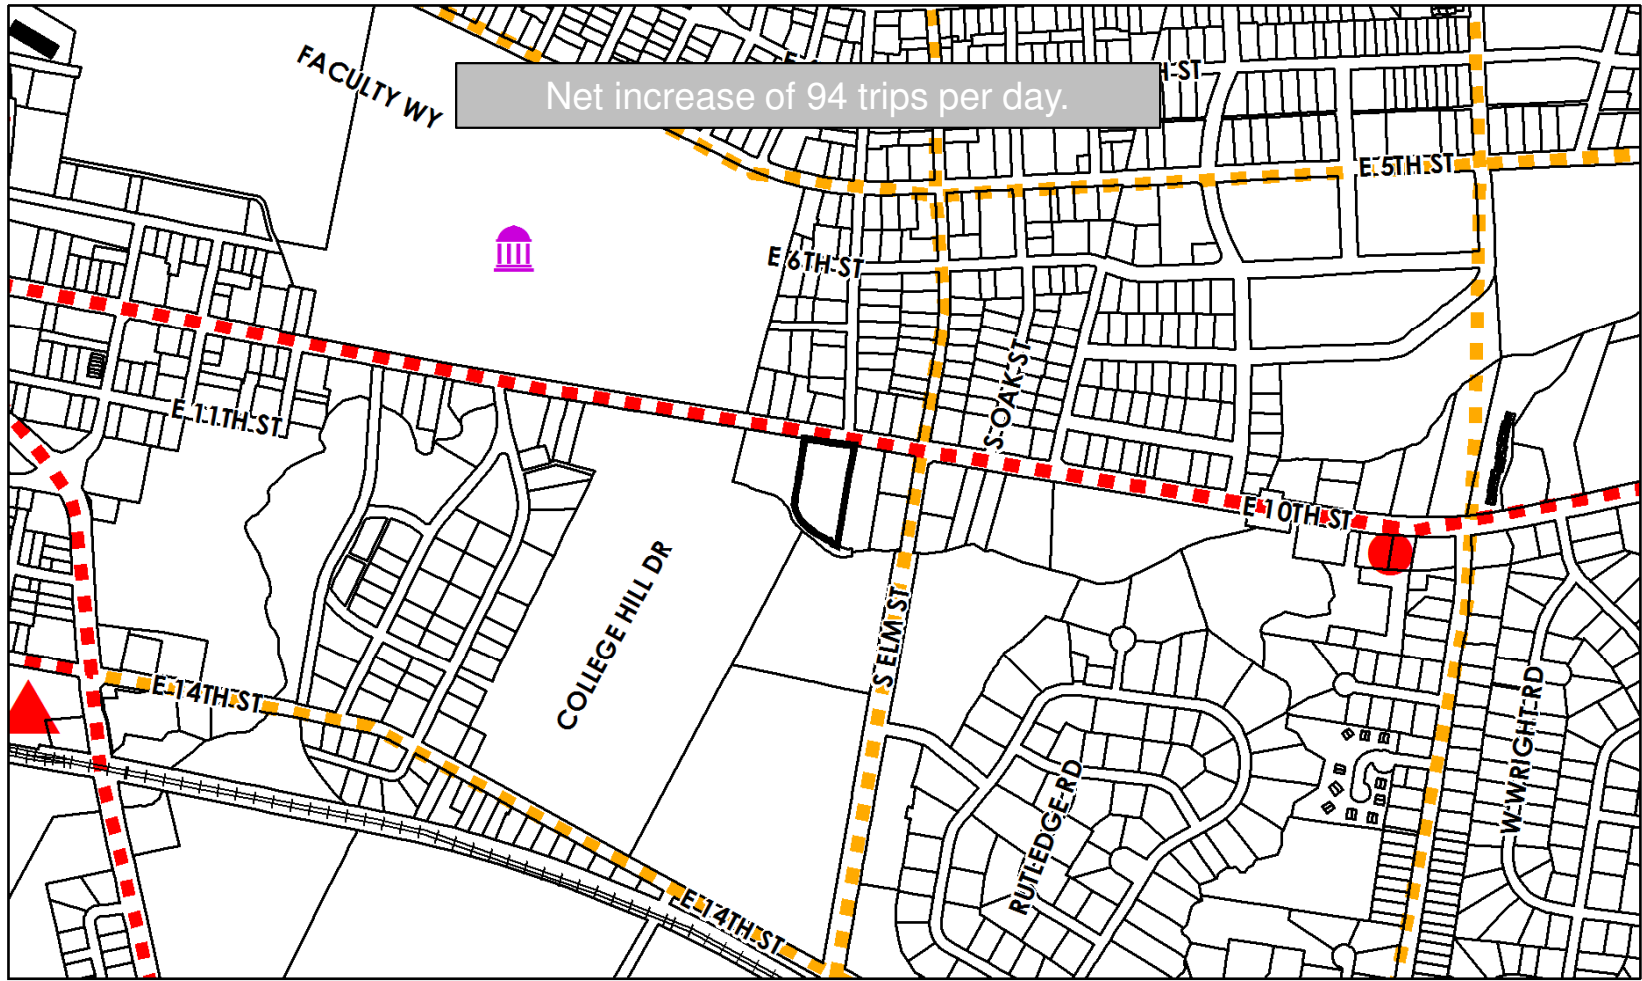 FACULTY WY
H-ST
Net increase of 94 trips per day.
E 5TH ST
E 6TH ST
S OAK ST
E 11TH ST
E 10TH ST
COLLEGE HILL DR
S ELM ST
E 14TH ST
W WRIGHT RD
RUTLEDGE RD
E 14TH ST